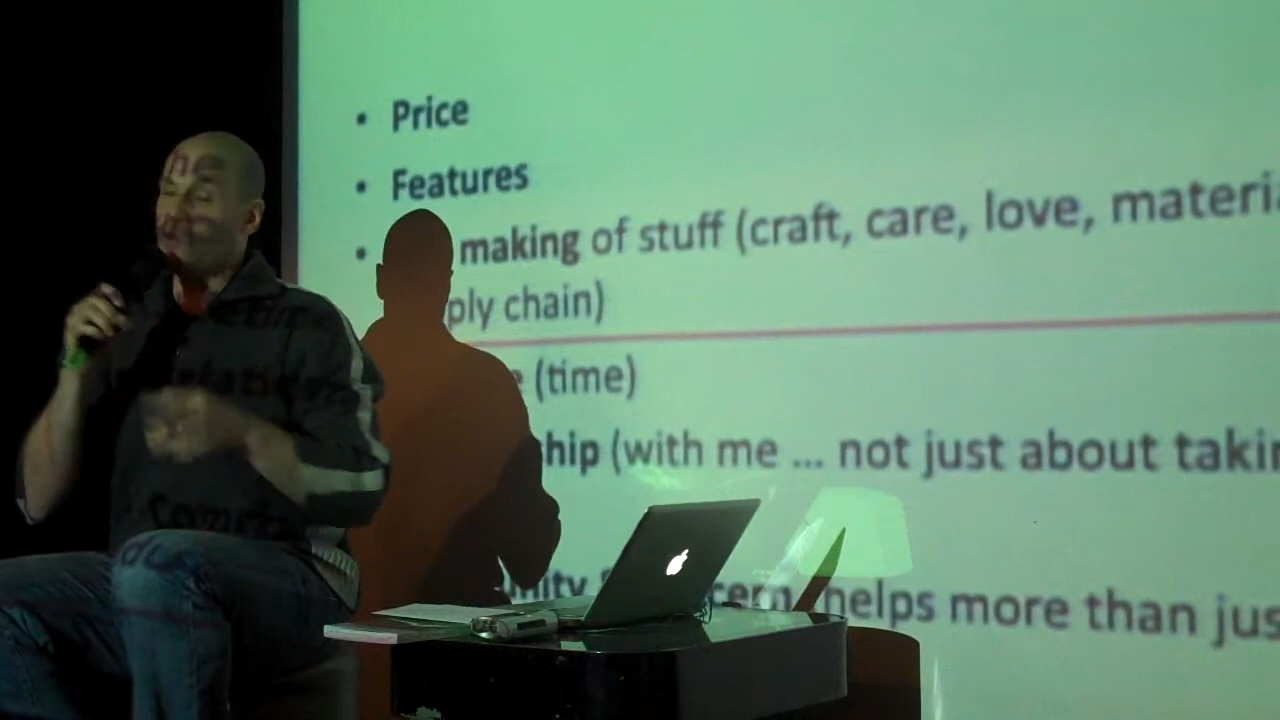 • Price
• Features
• making of stuff (craft, care, love, materia
ply chain)
e (time)
hip (with me ... not just about takin
helps more than jus